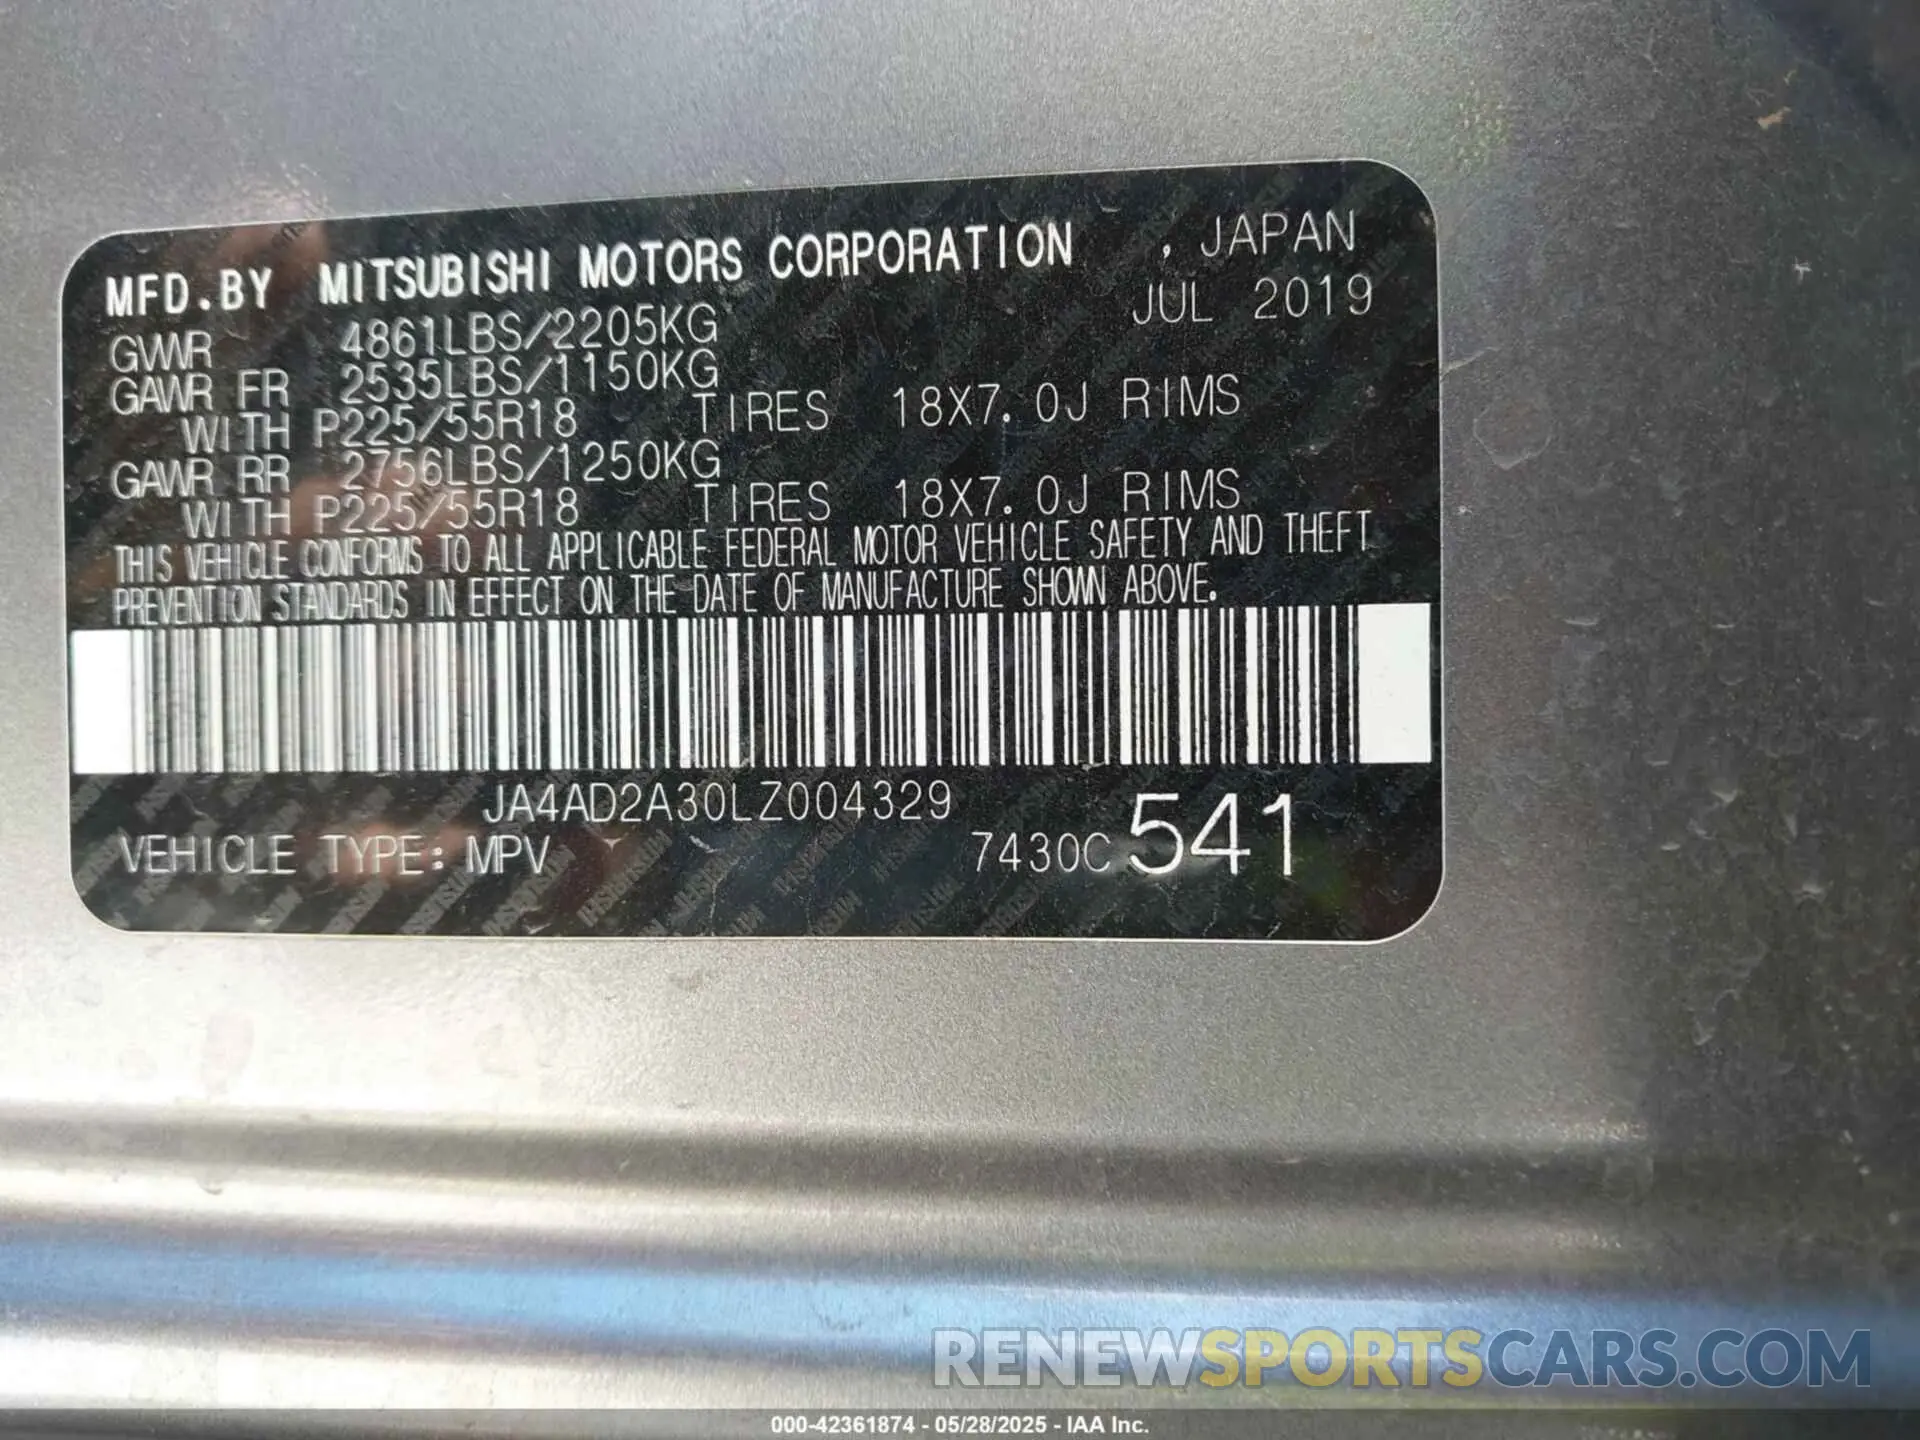 MFD.BY MITSUBISHI MOTORS CORPORATION , JAPAN
JUL 2019
GVWR 4861LBS/2205KG
GAWR FR 2535LBS/1150KG
WITH P225/55R18 TIRES 18X7.0J RIMS
GAWR RR 2756LBS/1250KG
WITH P225/55R18 TIRES 18X7.0J RIMS
THIS VEHICLE CONFORMS TO ALL APPLICABLE FEDERAL MOTOR VEHICLE SAFETY AND THEFT
PREVENTION STANDARDS IN EFFECT ON THE DATE OF MANUFACTURE SHOWN ABOVE.
JA4AD2A30LZ004329
VEHICLE TYPE: MPV 7430C 541
RENEWSPORTSCARS.COM
000-42361874 - 05/28/2025 - IAA Inc.